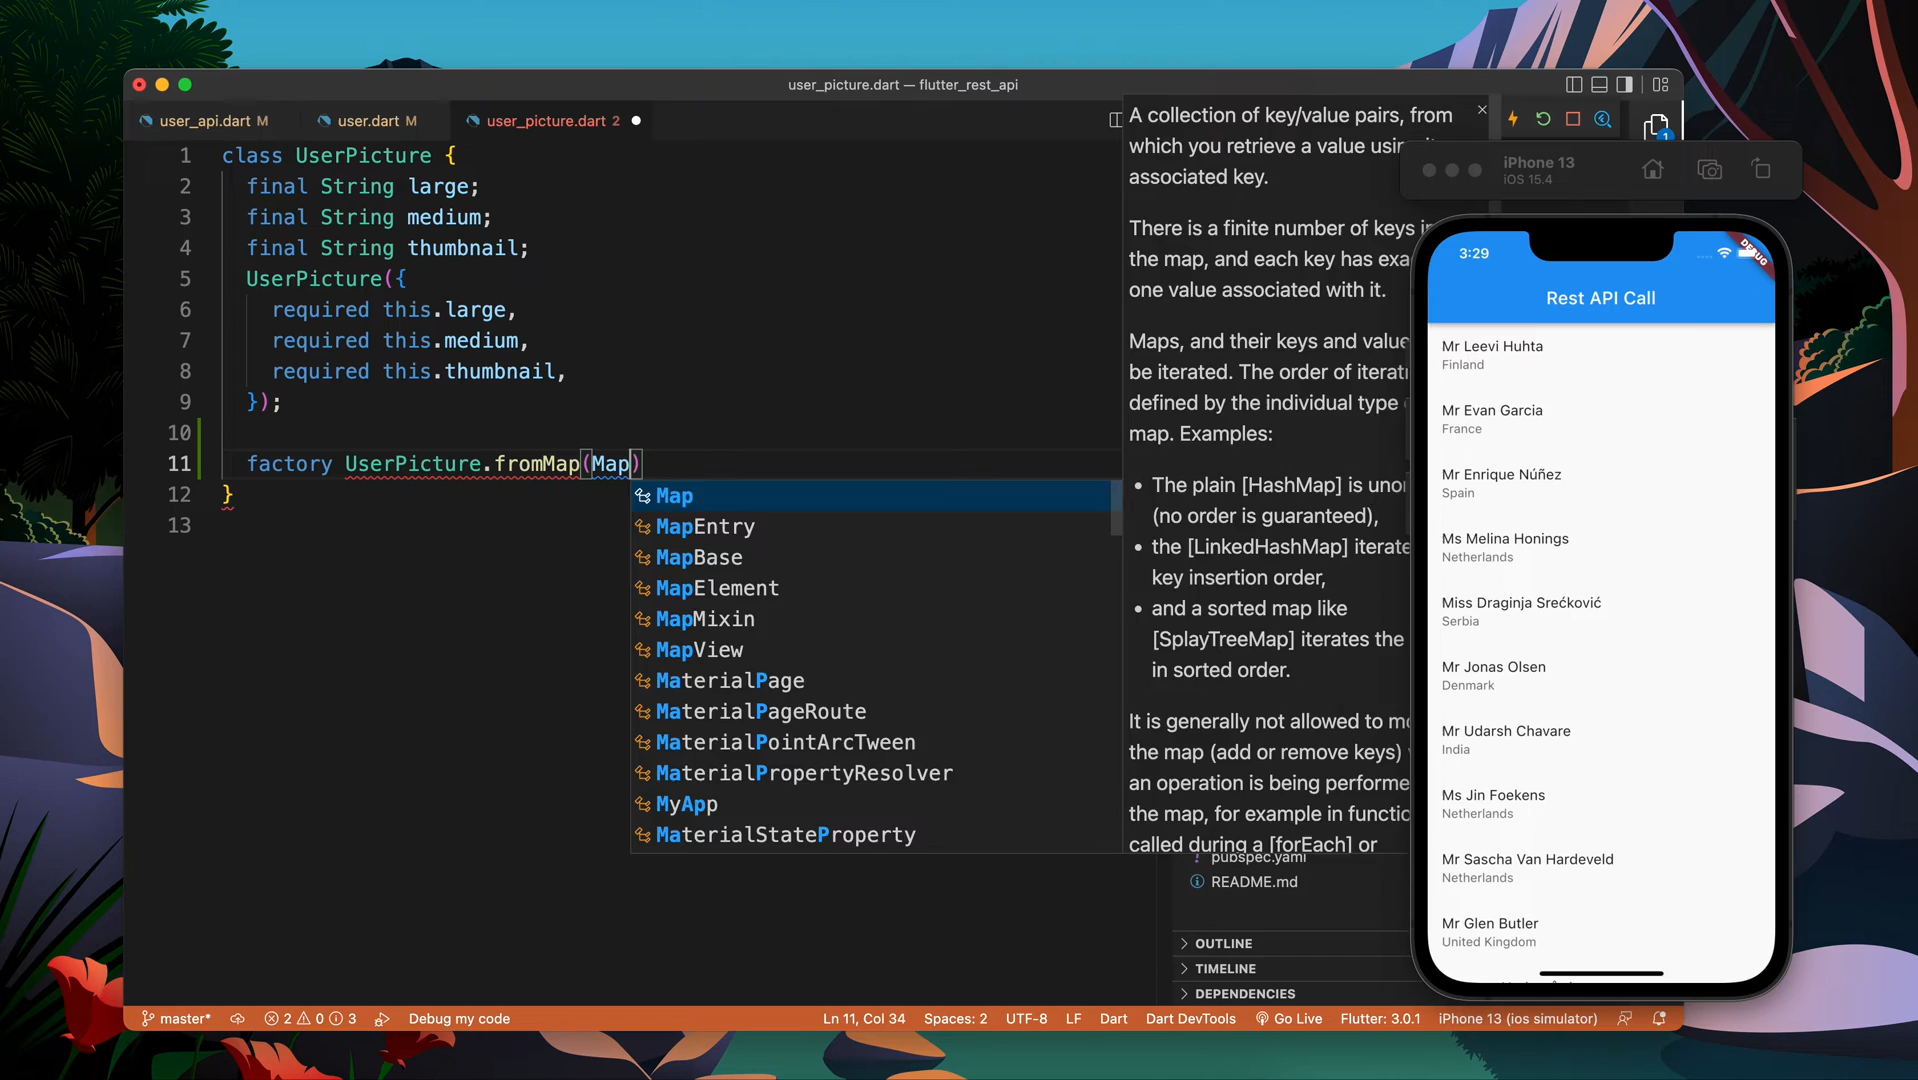 user_picture.dart — flutter_rest_api
user_api.dart M
user.dart M
user_picture.dart 2
1 class UserPicture {
2 final String large;
3 final String medium;
4 final String thumbnail;
5 UserPicture({
6 required this.large,
7 required this.medium,
8 required this.thumbnail,
9 });
10
11 factory UserPicture.fromMap(Map)
12 }
13
Map
MapEntry
MapBase
MapElement
MapMixin
MapView
MaterialPage
MaterialPageRoute
MaterialPointArcTween
MaterialPropertyResolver
MyApp
MaterialStateProperty
A collection of key/value pairs, from
which you retrieve a value using
associated key.
There is a finite number of keys
the map, and each key has
one value associated with it.
Maps, and their keys and
be iterated. The order of
defined by the individual type
map. Examples:
• The plain [HashMap] is
(no order is guaranteed),
• the [LinkedHashMap]
key insertion order,
• and a sorted map like
[SplayTreeMap] iterates the
in sorted order.
It is generally not allowed to
the map (add or remove keys)
an operation is being
the map, for example in
called during a [forEach] or
1
pubspec.yaml
README.md
OUTLINE
TIMELINE
DEPENDENCIES
iPhone 13
iOS 15.4
3:29
DEBUG
Rest API Call
Mr Leevi Huhta
Finland
Mr Evan Garcia
France
Mr Enrique Núñez
Spain
Ms Melina Honings
Netherlands
Miss Draginja Srećković
Serbia
Mr Jonas Olsen
Denmark
Mr Udarsh Chavare
India
Ms Jin Foekens
Netherlands
Mr Sascha Van Hardeveld
Netherlands
Mr Glen Butler
United Kingdom
master* 2 0 3 Debug my code Ln 11, Col 34 Spaces: 2 UTF-8 LF Dart Dart DevTools Go Live Flutter: 3.0.1 iPhone 13 (ios simulator)